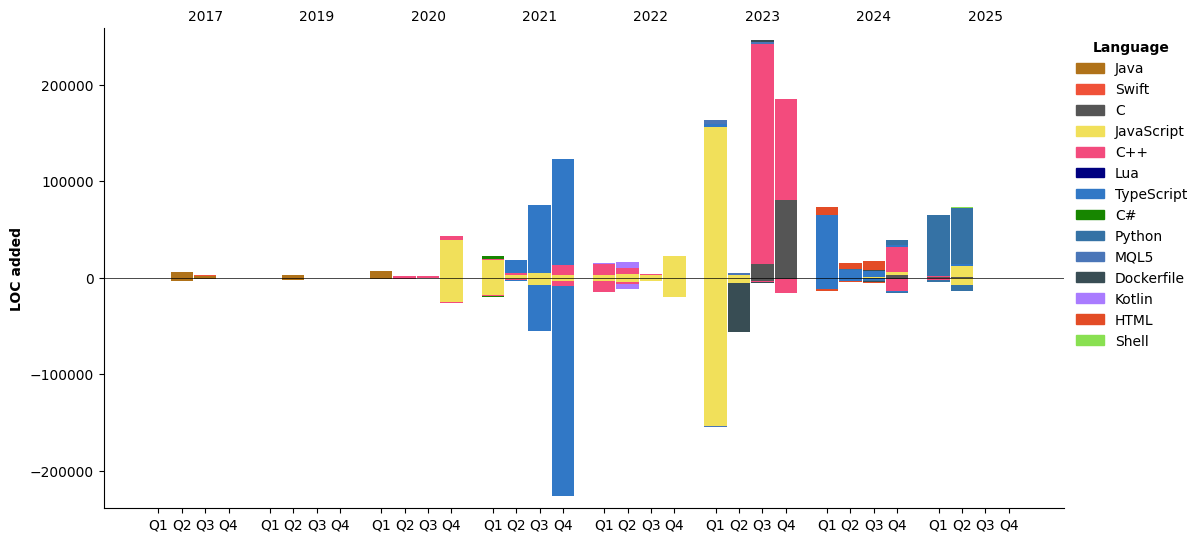 2017 2019 2020 2021 2022 2023 2024 2025
LOC added
200000
100000
0
−100000
−200000
Q1 Q2 Q3 Q4 Q1 Q2 Q3 Q4 Q1 Q2 Q3 Q4 Q1 Q2 Q3 Q4 Q1 Q2 Q3 Q4 Q1 Q2 Q3 Q4 Q1 Q2 Q3 Q4 Q1 Q2 Q3 Q4
Language
Java
Swift
C
JavaScript
C++
Lua
TypeScript
C#
Python
MQL5
Dockerfile
Kotlin
HTML
Shell